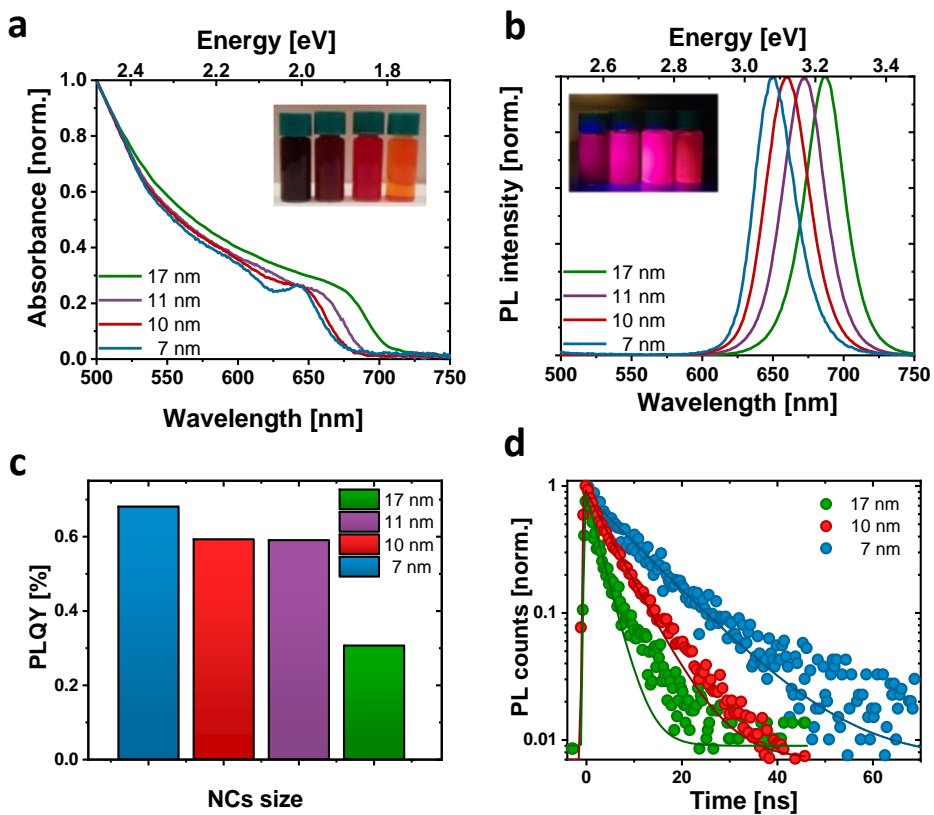 a
Energy [eV]
2.4 2.2 2.0 1.8
1.0
0.8
0.6
0.4
0.2
0.0
Absorbance [norm.]
17 nm
11 nm
10 nm
7 nm
500 550 600 650 700 750
Wavelength [nm]
b
Energy [eV]
2.6 2.8 3.0 3.2 3.4
PL intensity [norm.]
17 nm
11 nm
10 nm
7 nm
500 550 600 650 700 750
Wavelength [nm]
c
PLQY [%]
0.6
0.4
0.2
0.0
17 nm
11 nm
10 nm
7 nm
NCs size
d
PL counts [norm.]
1
0.1
0.01
17 nm
10 nm
7 nm
0 20 40 60
Time [ns]